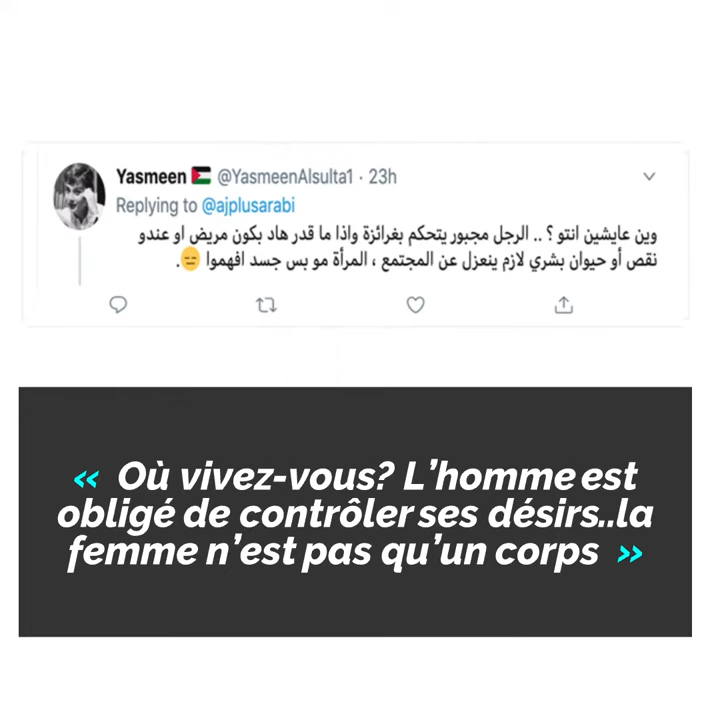 Yasmeen 🇵🇸 @YasmeenAlsulta1 · 23h
Replying to @ajplusarabi
وين عايشين انتو ؟ .. الرجل مجبور يتحكم بغرائزة واذا ما قدر هاد بكون مريض او عندو
نقص أو حيوان بشري لازم ينعزل عن المجتمع ، المرأة مو بس جسد افهموا 😑.
« Où vivez-vous? L'homme est
obligé de contrôler ses désirs..la
femme n'est pas qu'un corps »